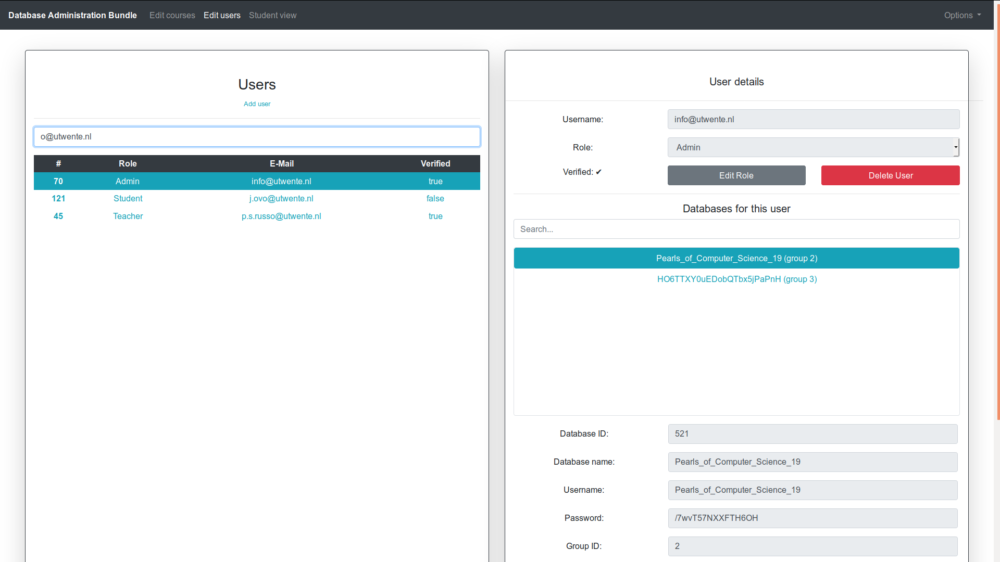 Database Administration Bundle Edit courses Edit users Student view Options
Users
Add user
o@utwente.nl
# Role E-Mail Verified
70 Admin info@utwente.nl true
121 Student j.ovo@utwente.nl false
45 Teacher p.s.russo@utwente.nl true
User details
Username: info@utwente.nl
Role: Admin
Verified: ✔ Edit Role Delete User
Databases for this user
Search...
Pearls_of_Computer_Science_19 (group 2)
HO6TTXY0uEDobQTbx5jPaPnH (group 3)
Database ID: 521
Database name: Pearls_of_Computer_Science_19
Username: Pearls_of_Computer_Science_19
Password: /7wvT57NXXFTH6OH
Group ID: 2